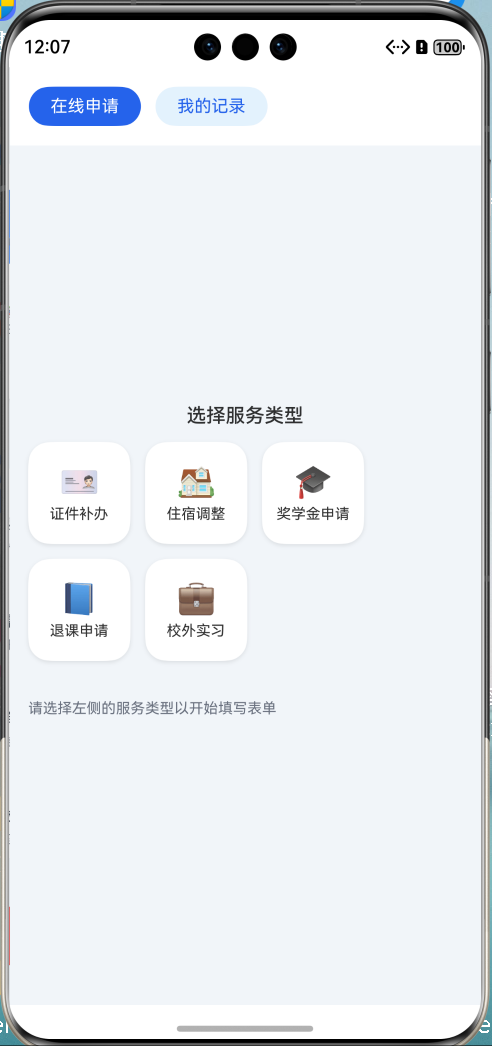 12:07
100
在线申请 我的记录
选择服务类型
证件补办 住宿调整 奖学金申请
退课申请 校外实习
请选择左侧的服务类型以开始填写表单